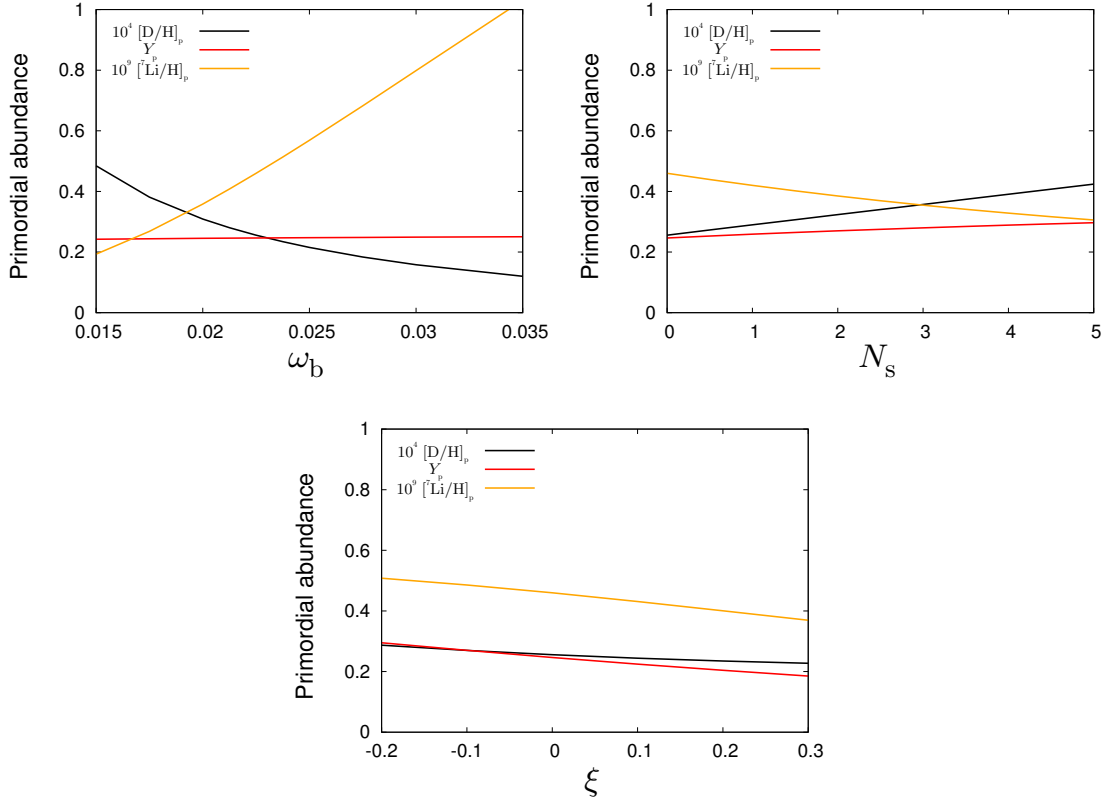 Primordial abundance
1
0.8
0.6
0.4
0.2
0
10⁴ [D/H]ₚ
Yₚ
10⁹ [⁷Li/H]ₚ
0.015 0.02 0.025 0.03 0.035
ω_b
Primordial abundance
1
0.8
0.6
0.4
0.2
0
10⁴ [D/H]ₚ
Yₚ
10⁹ [⁷Li/H]ₚ
0 1 2 3 4 5
N_s
Primordial abundance
1
0.8
0.6
0.4
0.2
0
10⁴ [D/H]ₚ
Yₚ
10⁹ [⁷Li/H]ₚ
-0.2 -0.1 0 0.1 0.2 0.3
ξ